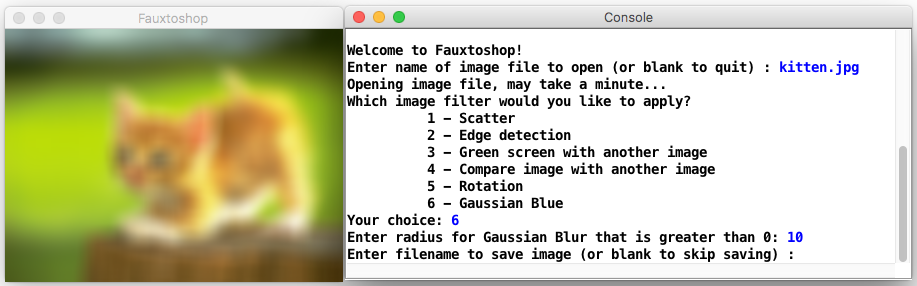 Fauxtoshop
Console
Welcome to Fauxtoshop!
Enter name of image file to open (or blank to quit) : kitten.jpg
Opening image file, may take a minute...
Which image filter would you like to apply?
1 – Scatter
2 – Edge detection
3 – Green screen with another image
4 – Compare image with another image
5 – Rotation
6 – Gaussian Blue
Your choice: 6
Enter radius for Gaussian Blur that is greater than 0: 10
Enter filename to save image (or blank to skip saving) :